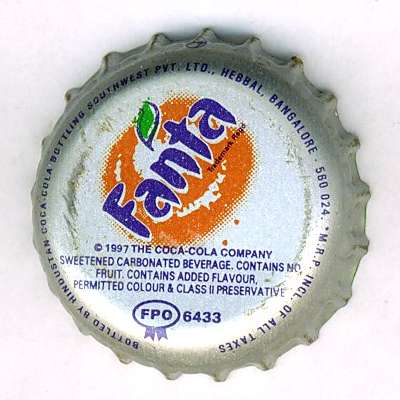 Fanta
Trademark Regd.
© 1997 THE COCA-COLA COMPANY
SWEETENED CARBONATED BEVERAGE. CONTAINS NO
FRUIT. CONTAINS ADDED FLAVOUR,
PERMITTED COLOUR & CLASS II PRESERVATIVE
FPO 6433
BOTTLED BY HINDUSTAN COCA-COLA BOTTLING SOUTHWEST PVT. LTD., HEBBAL, BANGALORE- 560 024. * M.R.P. INCL. OF ALL TAXES